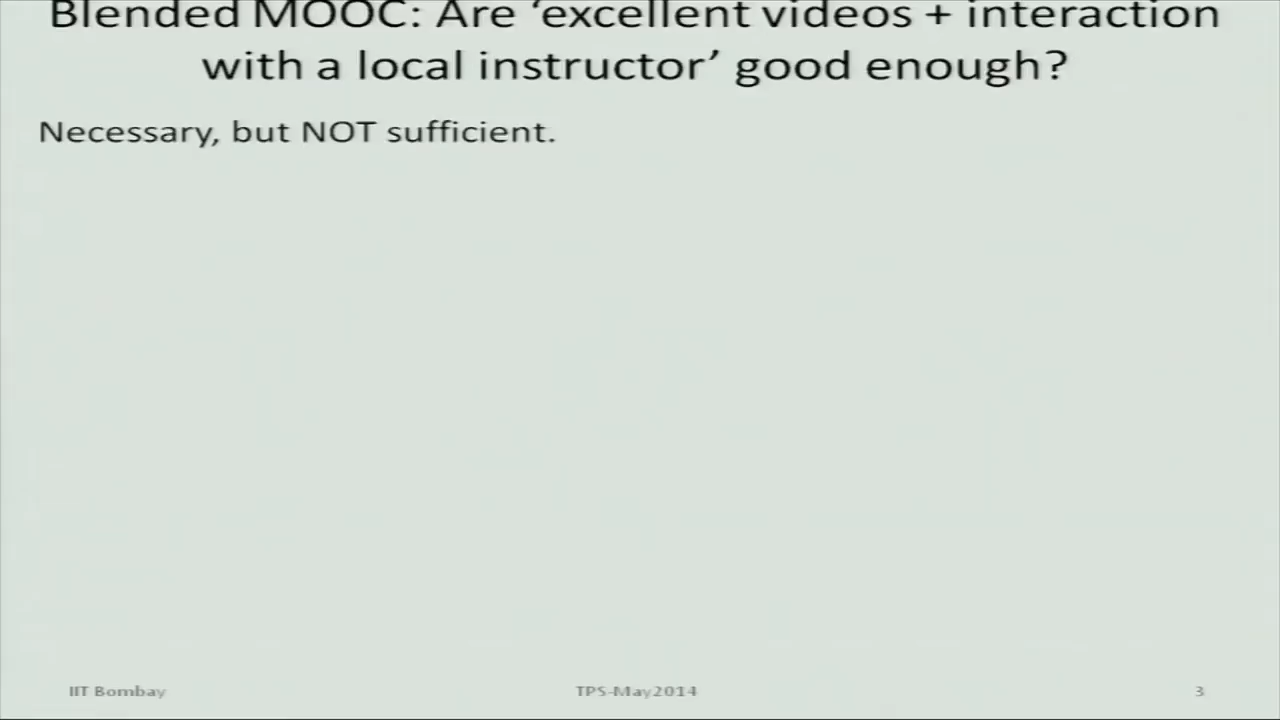 Blended MOOC: Are ‘excellent videos + interaction
with a local instructor’ good enough?
Necessary, but NOT sufficient.
IIT Bombay
TPS-May2014
3